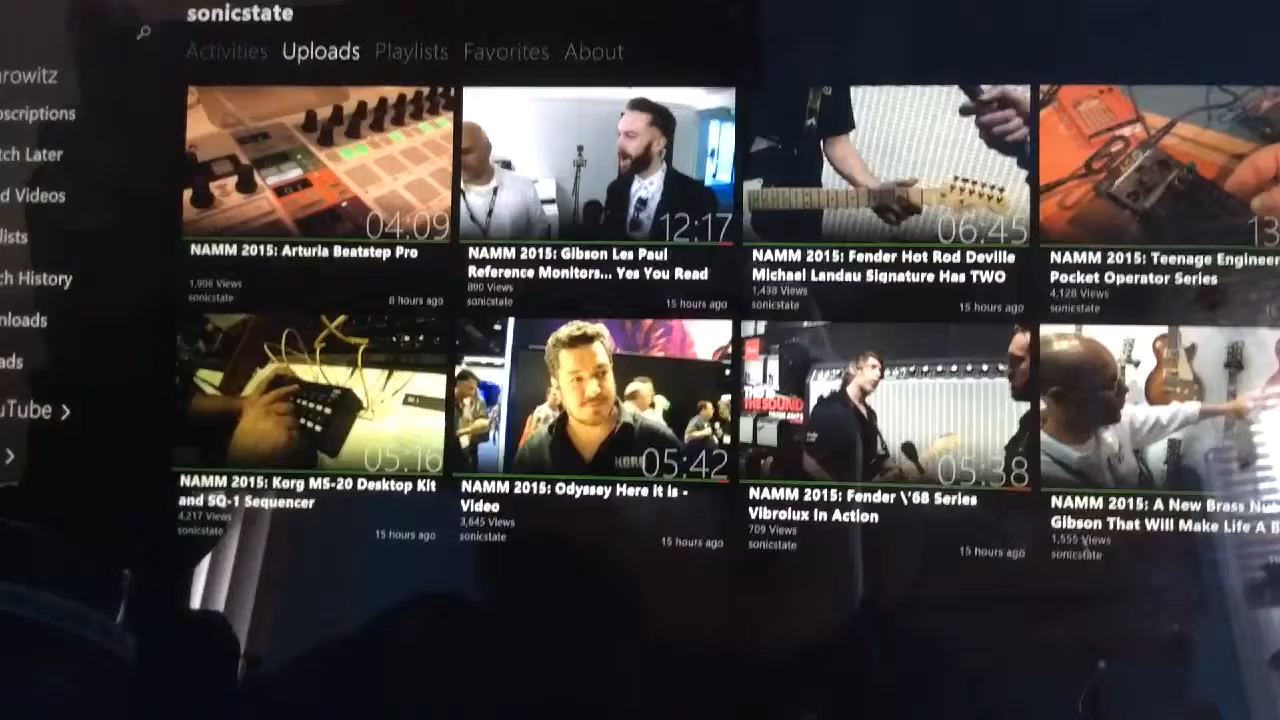 sonicstate
Activities Uploads Playlists Favorites About
04:09
12:17
06:45
13
NAMM 2015: Arturia Beatstep Pro
1,906 Views
sonicstate
8 hours ago
NAMM 2015: Gibson Les Paul
Reference Monitors... Yes You Read
890 Views
sonicstate
15 hours ago
NAMM 2015: Fender Hot Rod Deville
Michael Landau Signature Has TWO
1,438 Views
sonicstate
15 hours ago
NAMM 2015: Teenage Engineer
Pocket Operator Series
4,128 Views
sonicstate
rowitz
oscriptions
tch Later
d Videos
lists
ch History
nloads
ads
uTube >
>
05:16
KORG
05:42
THE SOUND
05:38
NAMM 2015: Korg MS-20 Desktop Kit
and SQ-1 Sequencer
4,217 Views
sonicstate
15 hours ago
NAMM 2015: Odyssey Here it is -
Video
3,645 Views
sonicstate
15 hours ago
NAMM 2015: Fender \'68 Series
Vibrolux In Action
709 Views
sonicstate
15 hours ago
NAMM 2015: A New Brass Nu
Gibson That Will Make Life A B
1,555 Views
sonicstate